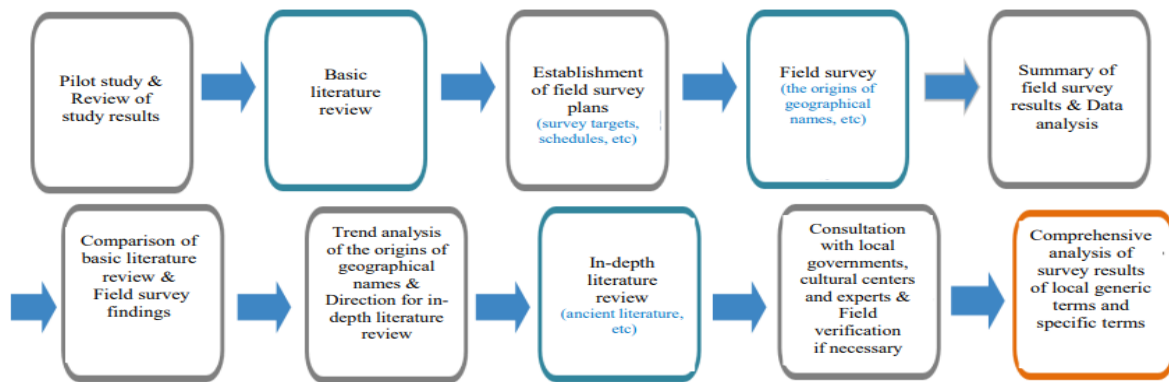 Pilot study &
Review of
study results
Basic
literature
review
Establishment
of field survey
plans
(survey targets,
schedules, etc)
Field survey
(the origins of
geographical
names, etc)
Summary of
field survey
results & Data
analysis
Comparison of
basic literature
review &
Field survey
findings
Trend analysis
of the origins of
geographical
names &
Direction for in-
depth literature
review
In-depth
literature
review
(ancient literature,
etc)
Consultation
with local
governments,
cultural centers
and experts &
Field
verification
if necessary
Comprehensive
analysis of
survey results
of local generic
terms and
specific terms